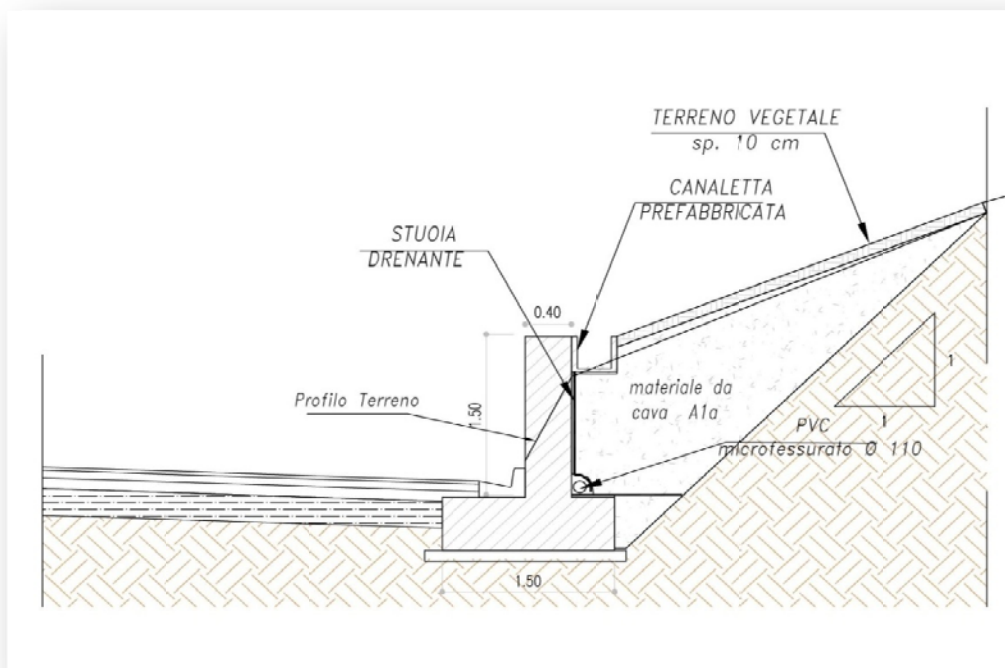 TERRENO VEGETALE
sp. 10 cm
CANALETTA
PREFABBRICATA
STUOIA
DRENANTE
0.40
Profilo Terreno
1.50
materiale da
cava A1a
1
1
PVC
microfessurato Ø 110
1.50